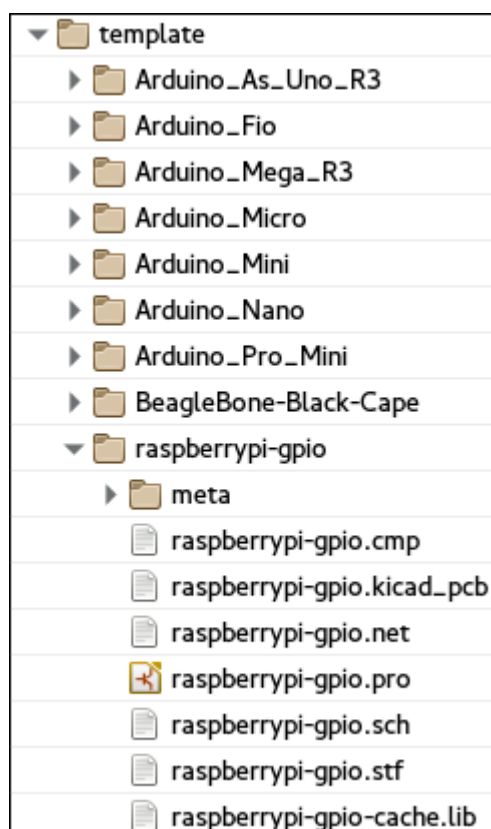 template
Arduino_As_Uno_R3
Arduino_Fio
Arduino_Mega_R3
Arduino_Micro
Arduino_Mini
Arduino_Nano
Arduino_Pro_Mini
BeagleBone-Black-Cape
raspberrypi-gpio
meta
raspberrypi-gpio.cmp
raspberrypi-gpio.kicad_pcb
raspberrypi-gpio.net
raspberrypi-gpio.pro
raspberrypi-gpio.sch
raspberrypi-gpio.stf
raspberrypi-gpio-cache.lib